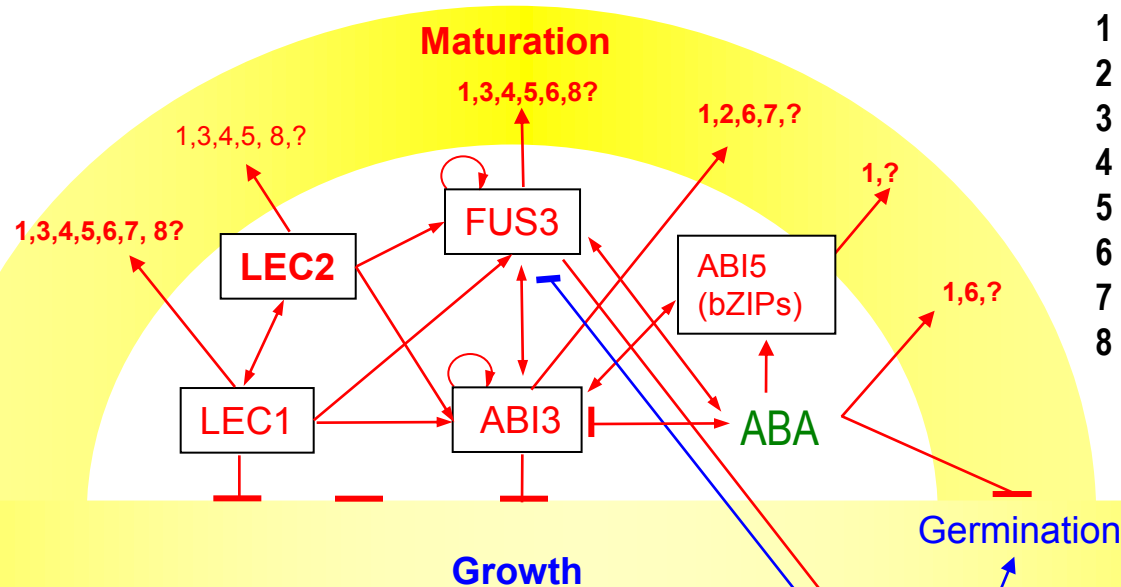 Maturation
1,3,4,5,6,8?
1,2,6,7,?
1,3,4,5, 8,?
1,?
1,3,4,5,6,7, 8?
FUS3
LEC2
ABI5
(bZIPs)
1,6,?
LEC1
ABI3
ABA
Germination
Growth
1
2
3
4
5
6
7
8